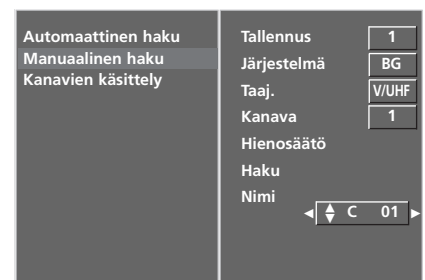 Automaattinen haku
Manuaalinen haku
Kanavien käsittely
Tallennus 1
Järjestelmä BG
Taaj. V/UHF
Kanava 1
Hienosäätö
Haku
Nimi
C 01